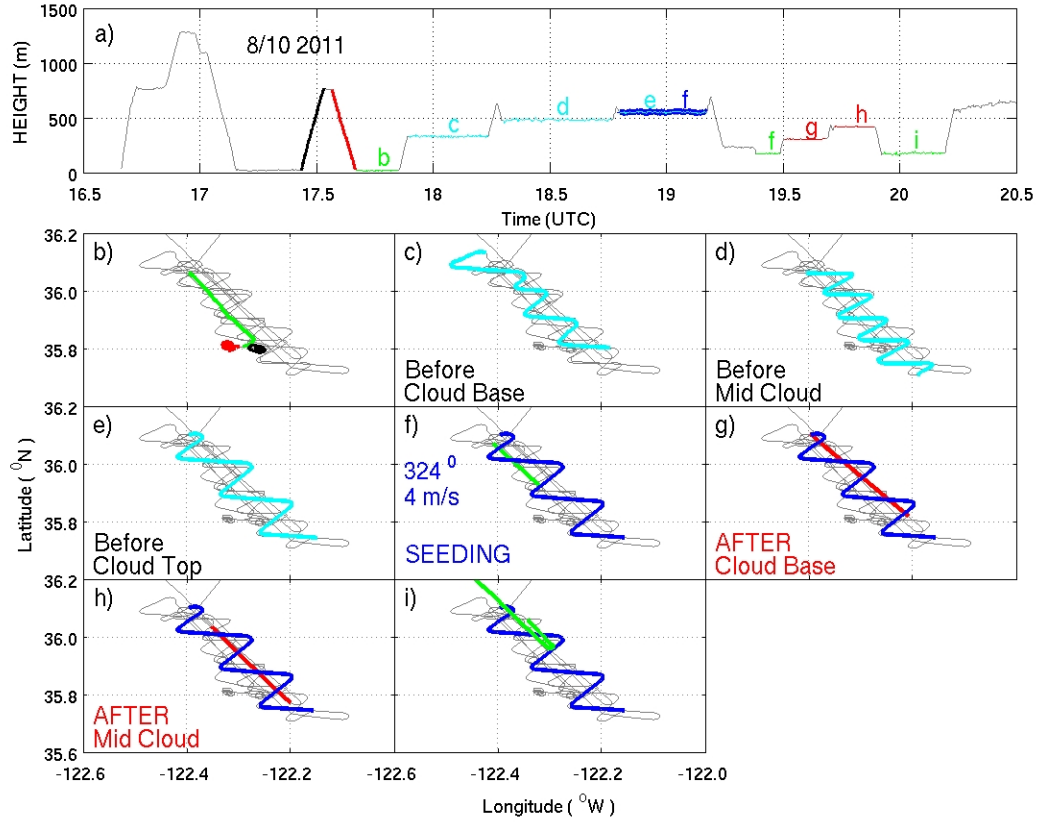 1500
a)
8/10 2011
1000
HEIGHT (m)
500
0
b c d e f f g h i
16.5 17 17.5 18 18.5 19 19.5 20 20.5
Time (UTC)
36.2
b) c) d)
36.0
35.8
Before
Cloud Base
Before
Mid Cloud
36.2
e) f) g)
324 0
4 m/s
36.0
Latitude ( 0N)
35.8
Before
Cloud Top
SEEDING
AFTER
Cloud Base
36.2
h) i)
36.0
35.8
AFTER
Mid Cloud
35.6
-122.6 -122.4 -122.2 -122.6 -122.4 -122.2 -122.0
Longitude ( 0W)